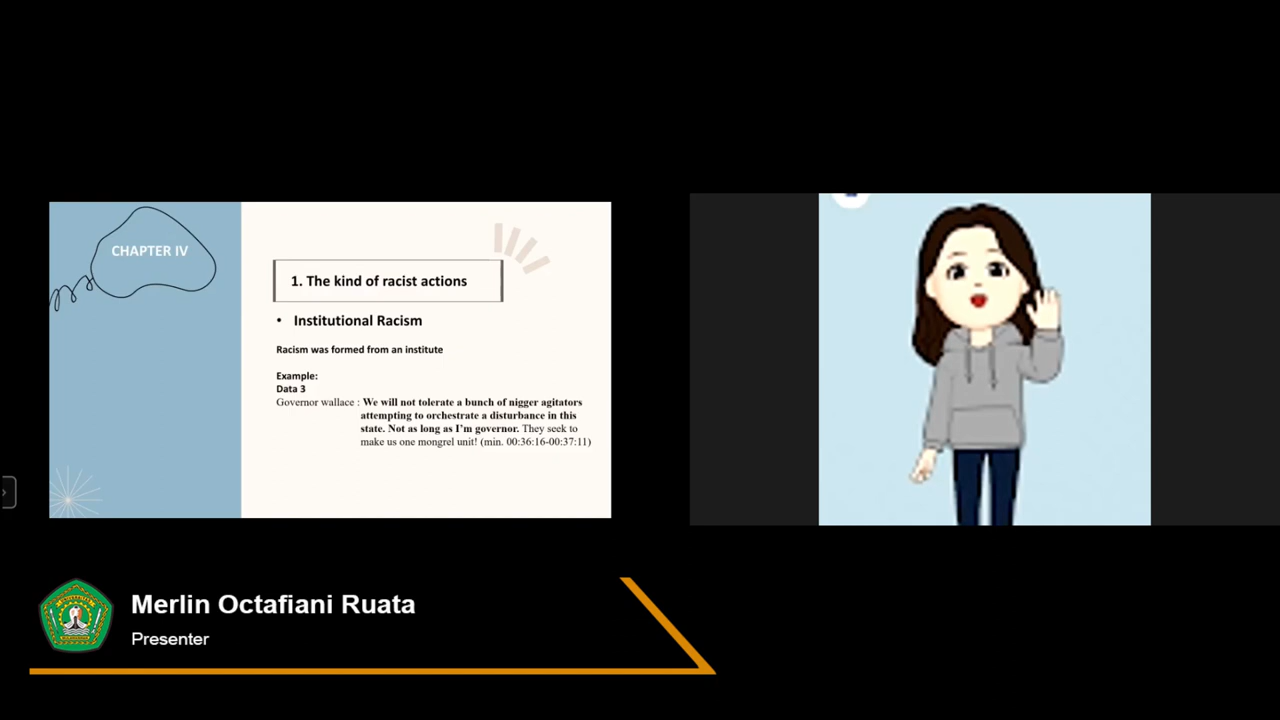 CHAPTER IV
1. The kind of racist actions
• Institutional Racism
Racism was formed from an institute
Example:
Data 3
Governor wallace : We will not tolerate a bunch of nigger agitators
attempting to orchestrate a disturbance in this
state. Not as long as I'm governor. They seek to
make us one mongrel unit! (min. 00:36:16-00:37:11)
Merlin Octafiani Ruata
Presenter